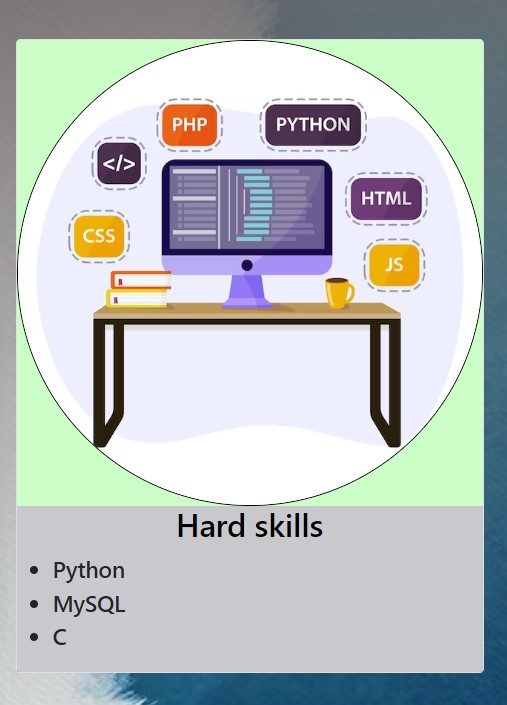 PHP
PYTHON
</>
HTML
CSS
JS
Hard skills
Python
MySQL
C